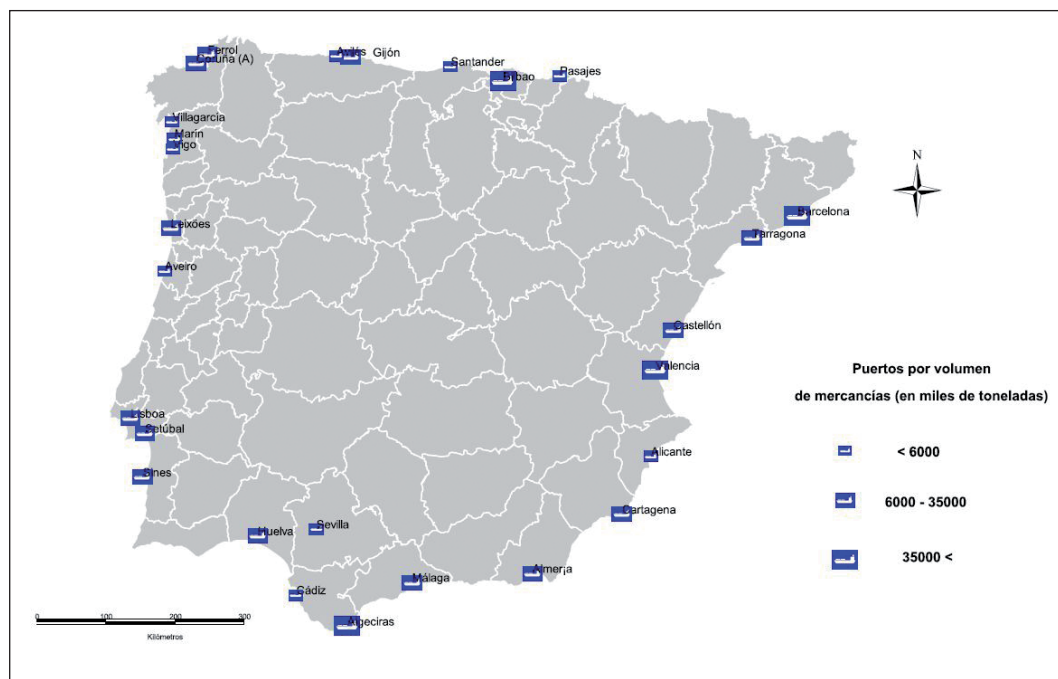 Ferrol
Coruña (A)
Avilés
Gijón
Santander
Bilbao
Pasajes
Villagarcía
Marín
Vigo
N
Barcelona
Leixões
Tarragona
Aveiro
Castellón
Valencia
Puertos por volumen
de mercancías (en miles de toneladas)
Lisboa
Setúbal
Alicante
< 6000
Sines
6000 - 35000
Cartagena
Sevilla
Huelva
35000 <
Almer¡a
Málaga
Cádiz
Algeciras
0 100 200 300
Kilómetros